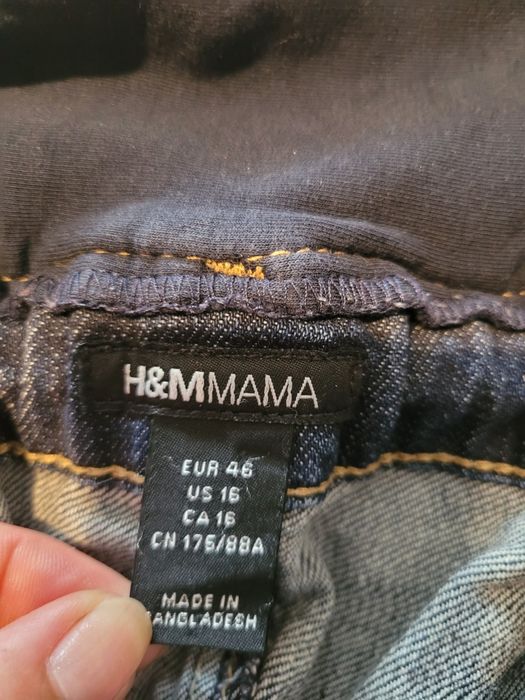 H&MMAMA
EUR 46
US 16
CA 16
CN 175/88A
MADE IN
BANGLADESH